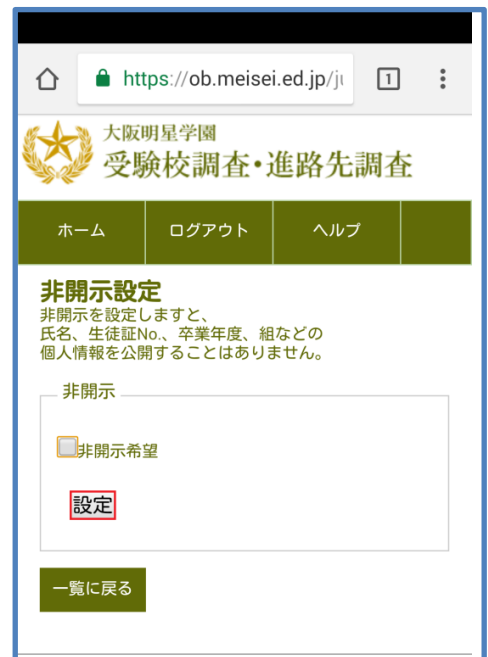 https://ob.meisei.ed.jp/ju
1
大阪明星学園
受験校調査・進路先調査
ホーム ログアウト ヘルプ
非開示設定
非開示を設定しますと、
氏名、生徒証No.、卒業年度、組などの
個人情報を公開することはありません。
非開示
非開示希望
設定
一覧に戻る